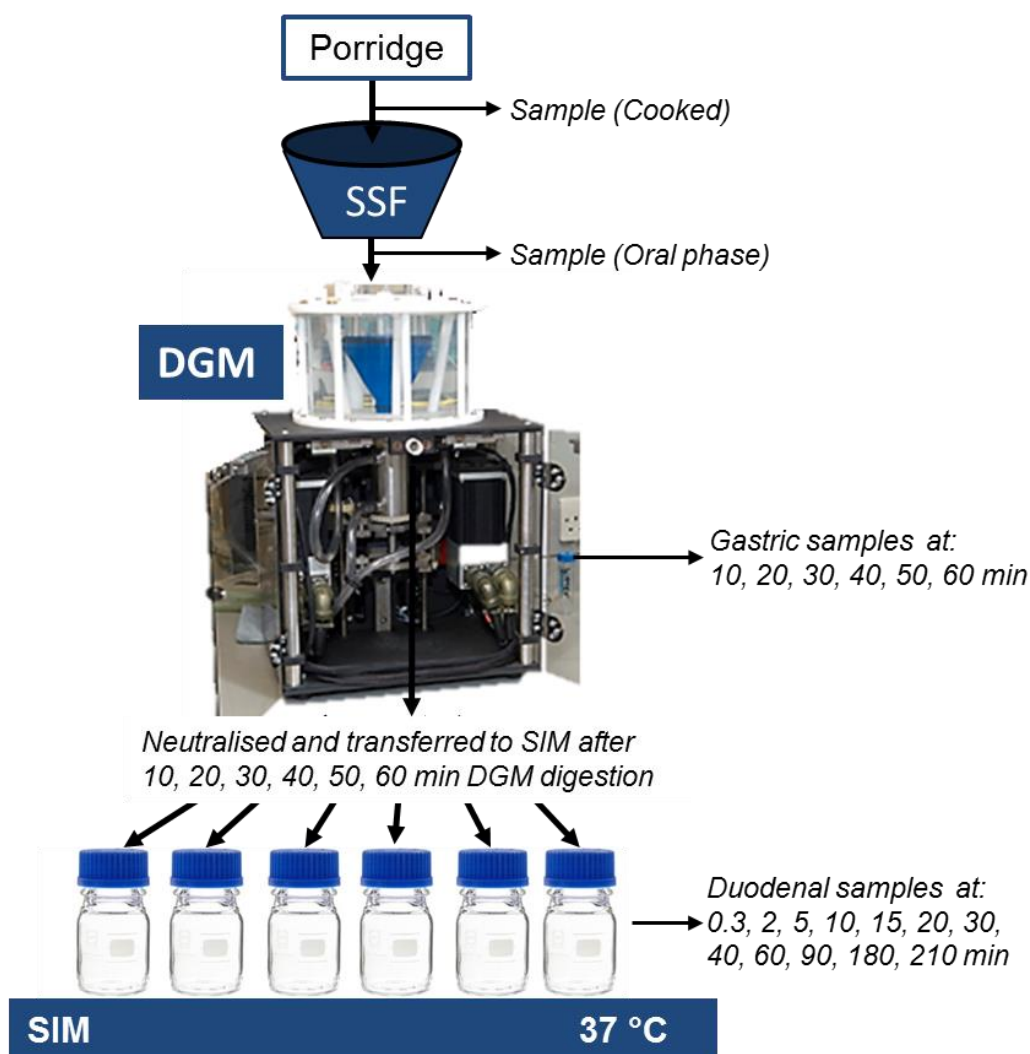 Porridge
Sample (Cooked)
SSF
Sample (Oral phase)
DGM
Gastric samples at:
10, 20, 30, 40, 50, 60 min
Neutralised and transferred to SIM after
10, 20, 30, 40, 50, 60 min DGM digestion
Duodenal samples at:
0.3, 2, 5, 10, 15, 20, 30,
40, 60, 90, 180, 210 min
SIM 37 °C